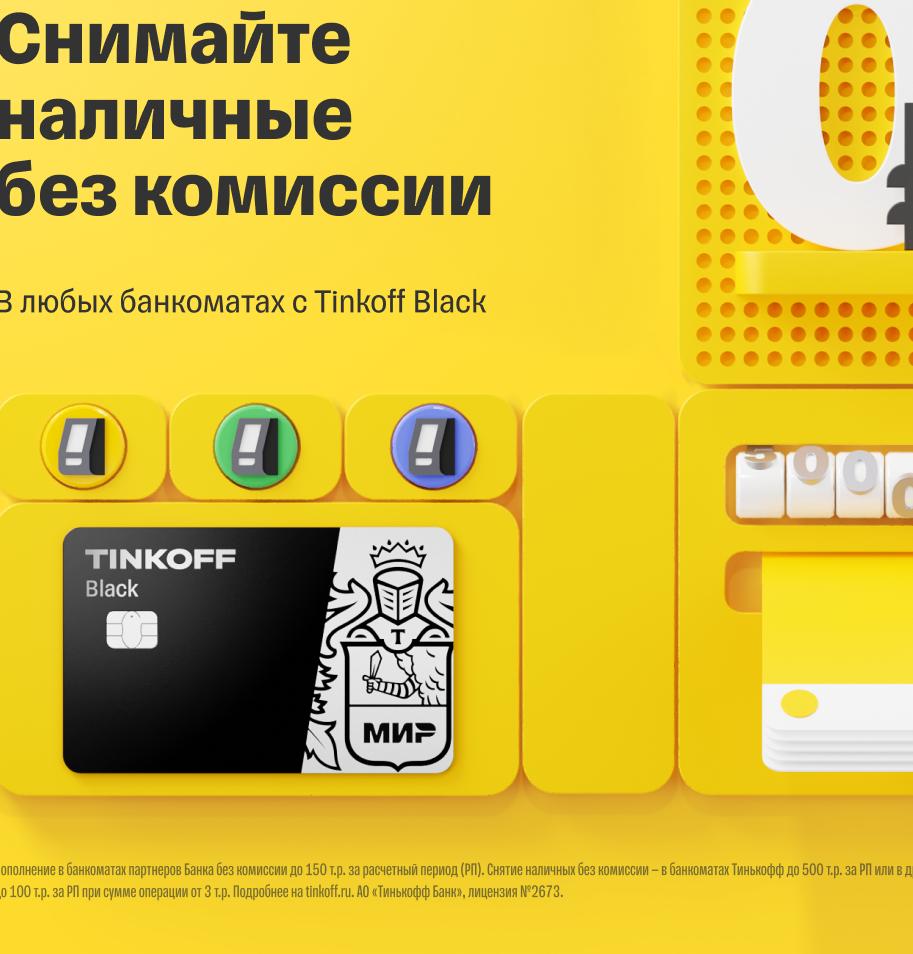 Снимайте
наличные
без комиссии
0 ₽
В любых банкоматах с Tinkoff Black
500
TINKOFF
Black
T
МИР
ополнение в банкоматах партнеров Банка без комиссии до 150 т.р. за расчетный период (РП). Снятие наличных без комиссии – в банкоматах Тинькофф до 500 т.р. за РП или в д
о 100 т.р. за РП при сумме операции от 3 т.р. Подробнее на tinkoff.ru. АО «Тинькофф Банк», лицензия №2673.